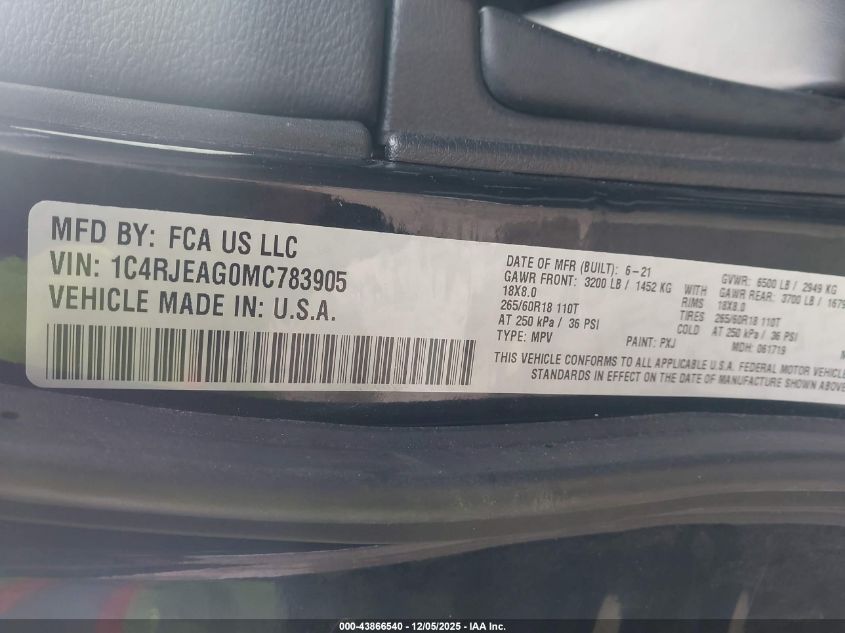 MFD BY: FCA US LLC
VIN: 1C4RJEAG0MC783905
VEHICLE MADE IN: U.S.A.
DATE OF MFR (BUILT): 6-21 GVWR: 6500 LB / 2949 KG
GAWR FRONT: 3200 LB / 1452 KG WITH GAWR REAR: 3700 LB / 1679
18X8.0 RIMS 18X8.0
265/60R18 110T TIRES 265/60R18 110T
AT 250 kPa / 36 PSI COLD AT 250 kPa / 36 PSI
TYPE: MPV PAINT: PXJ MDH: 061719
THIS VEHICLE CONFORMS TO ALL APPLICABLE U.S.A. FEDERAL MOTOR VEHICLE
STANDARDS IN EFFECT ON THE DATE OF MANUFACTURE SHOWN ABOVE
000-43866540 - 12/05/2025 - IAA Inc.